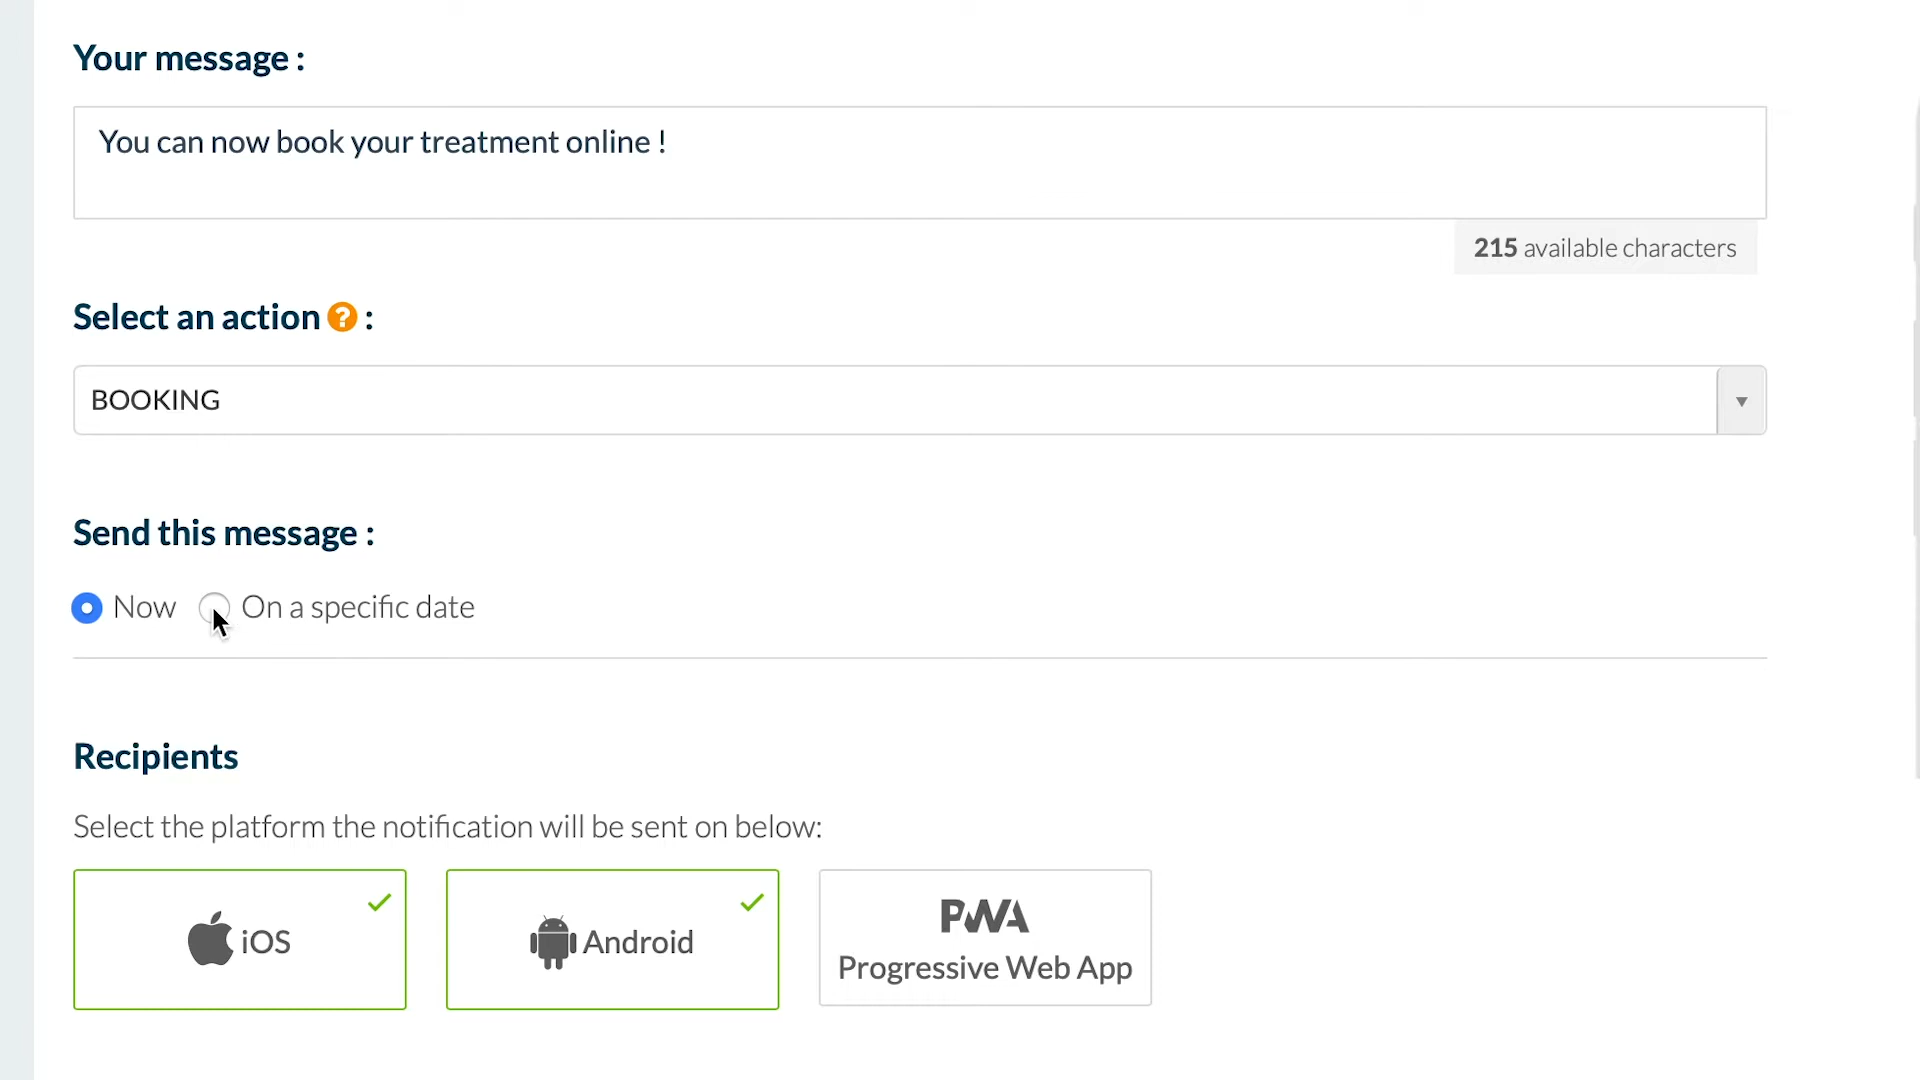 Your message :
You can now book your treatment online !
215 available characters
Select an action ? :
BOOKING
Send this message :
Now On a specific date
Recipients
Select the platform the notification will be sent on below:
iOS
Android
PWA
Progressive Web App